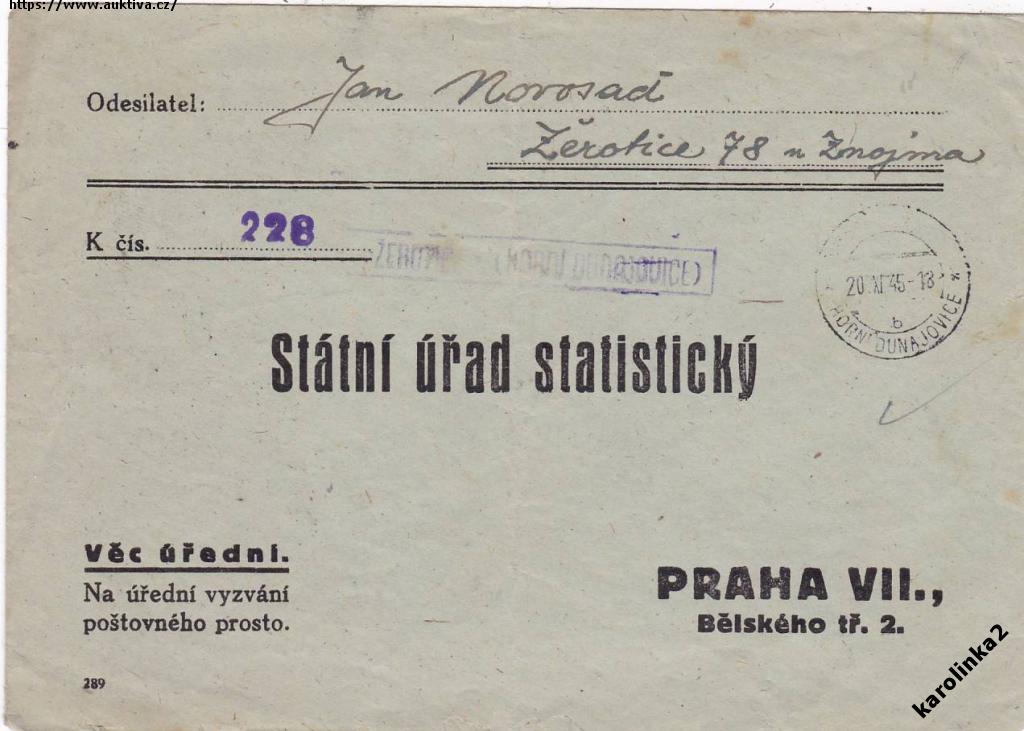 https://www.auktiva.cz/
Odesilatel: Jan Novosad
Žerotice 78 u Znojma
K čís. 228
(HORNÍ DUNAJOVICE)
20.XI 45-18
b
HORNÍ DUNAJOVICE
Státní úřad statistický
Věc úřední.
Na úřední vyzvání
poštovného prosto.
PRAHA VII.,
Bělského tř. 2.
289
karolinka2